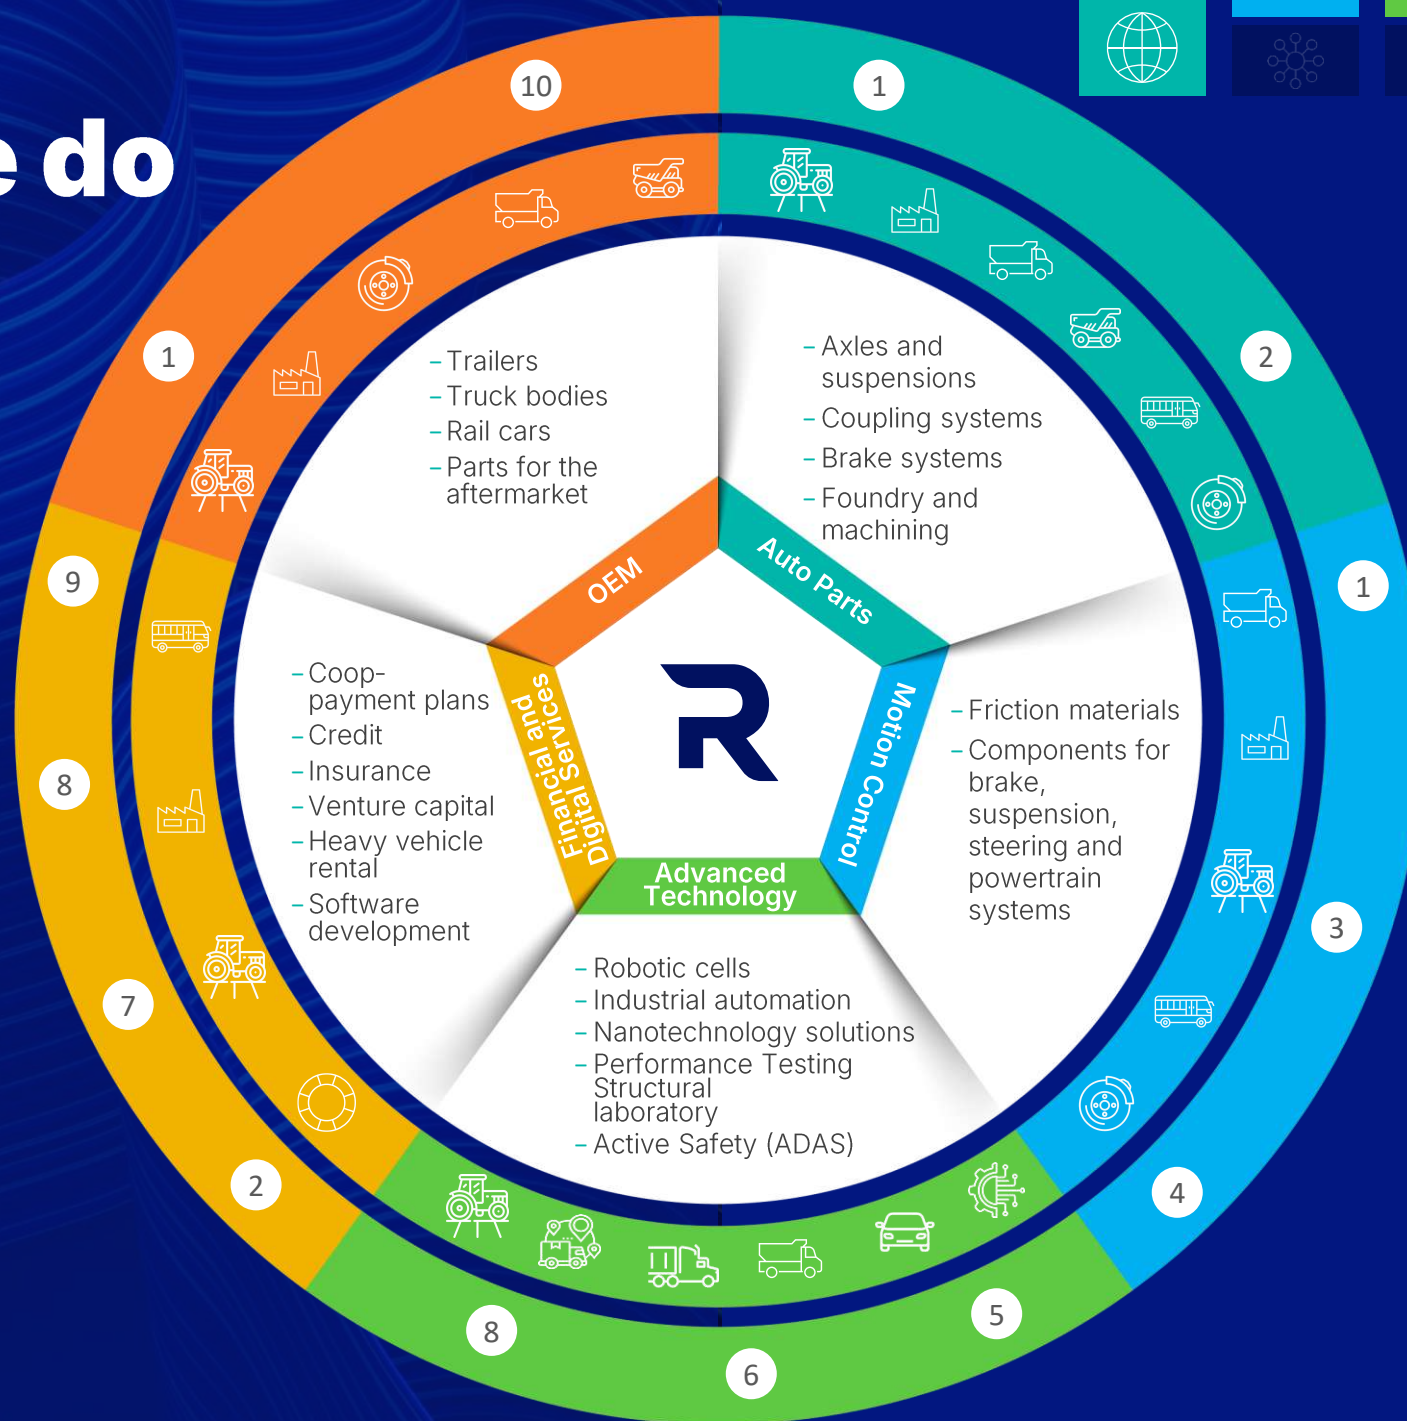 e do
10
1
1
2
– Trailers
– Truck bodies
– Rail cars
– Parts for the
aftermarket
– Axles and
suspensions
– Coupling systems
– Brake systems
– Foundry and
machining
OEM
Auto Parts
9
1
8
– Coop-
payment plans
– Credit
– Insurance
– Venture capital
– Heavy vehicle
rental
– Software
development
Financial and
Digital Services
R
Motion Control
– Friction materials
– Components for
brake,
suspension,
steering and
powertrain
systems
Advanced
Technology
– Robotic cells
– Industrial automation
– Nanotechnology solutions
– Performance Testing
Structural
laboratory
– Active Safety (ADAS)
7
3
2
4
8
5
6